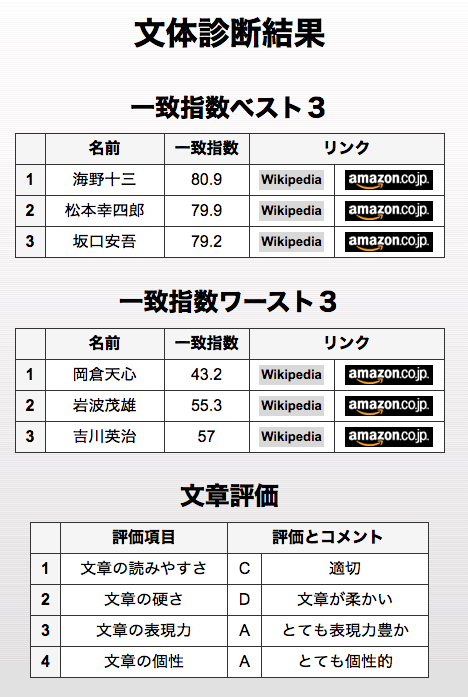 文体診断結果
一致指数ベスト３
名前 一致指数 リンク
1 海野十三 80.9 Wikipedia amazon.co.jp.
2 松本幸四郎 79.9 Wikipedia amazon.co.jp.
3 坂口安吾 79.2 Wikipedia amazon.co.jp.
一致指数ワースト３
名前 一致指数 リンク
1 岡倉天心 43.2 Wikipedia amazon.co.jp.
2 岩波茂雄 55.3 Wikipedia amazon.co.jp.
3 吉川英治 57 Wikipedia amazon.co.jp.
文章評価
評価項目 評価とコメント
1 文章の読みやすさ C 適切
2 文章の硬さ D 文章が柔かい
3 文章の表現力 A とても表現力豊か
4 文章の個性 A とても個性的